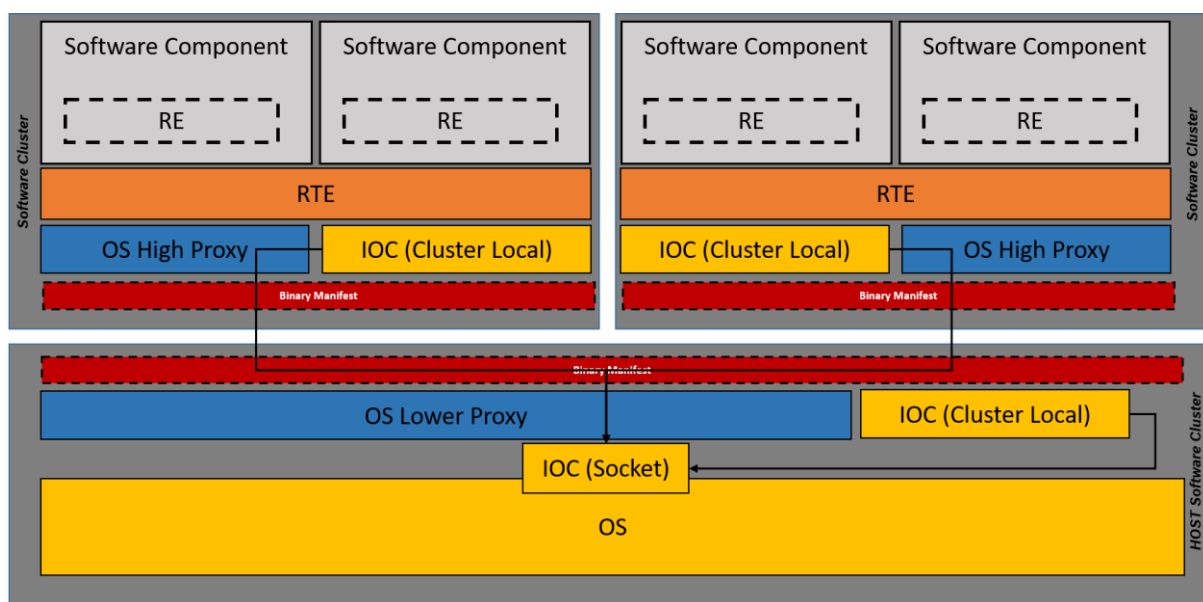 Software Cluster
Software Component
RE
Software Component
RE
RTE
OS High Proxy
IOC (Cluster Local)
Binary Manifest
Software Component
RE
Software Component
RE
RTE
IOC (Cluster Local)
OS High Proxy
Binary Manifest
Software Cluster
Binary Manifest
OS Lower Proxy
IOC (Cluster Local)
IOC (Socket)
OS
HOST Software Cluster